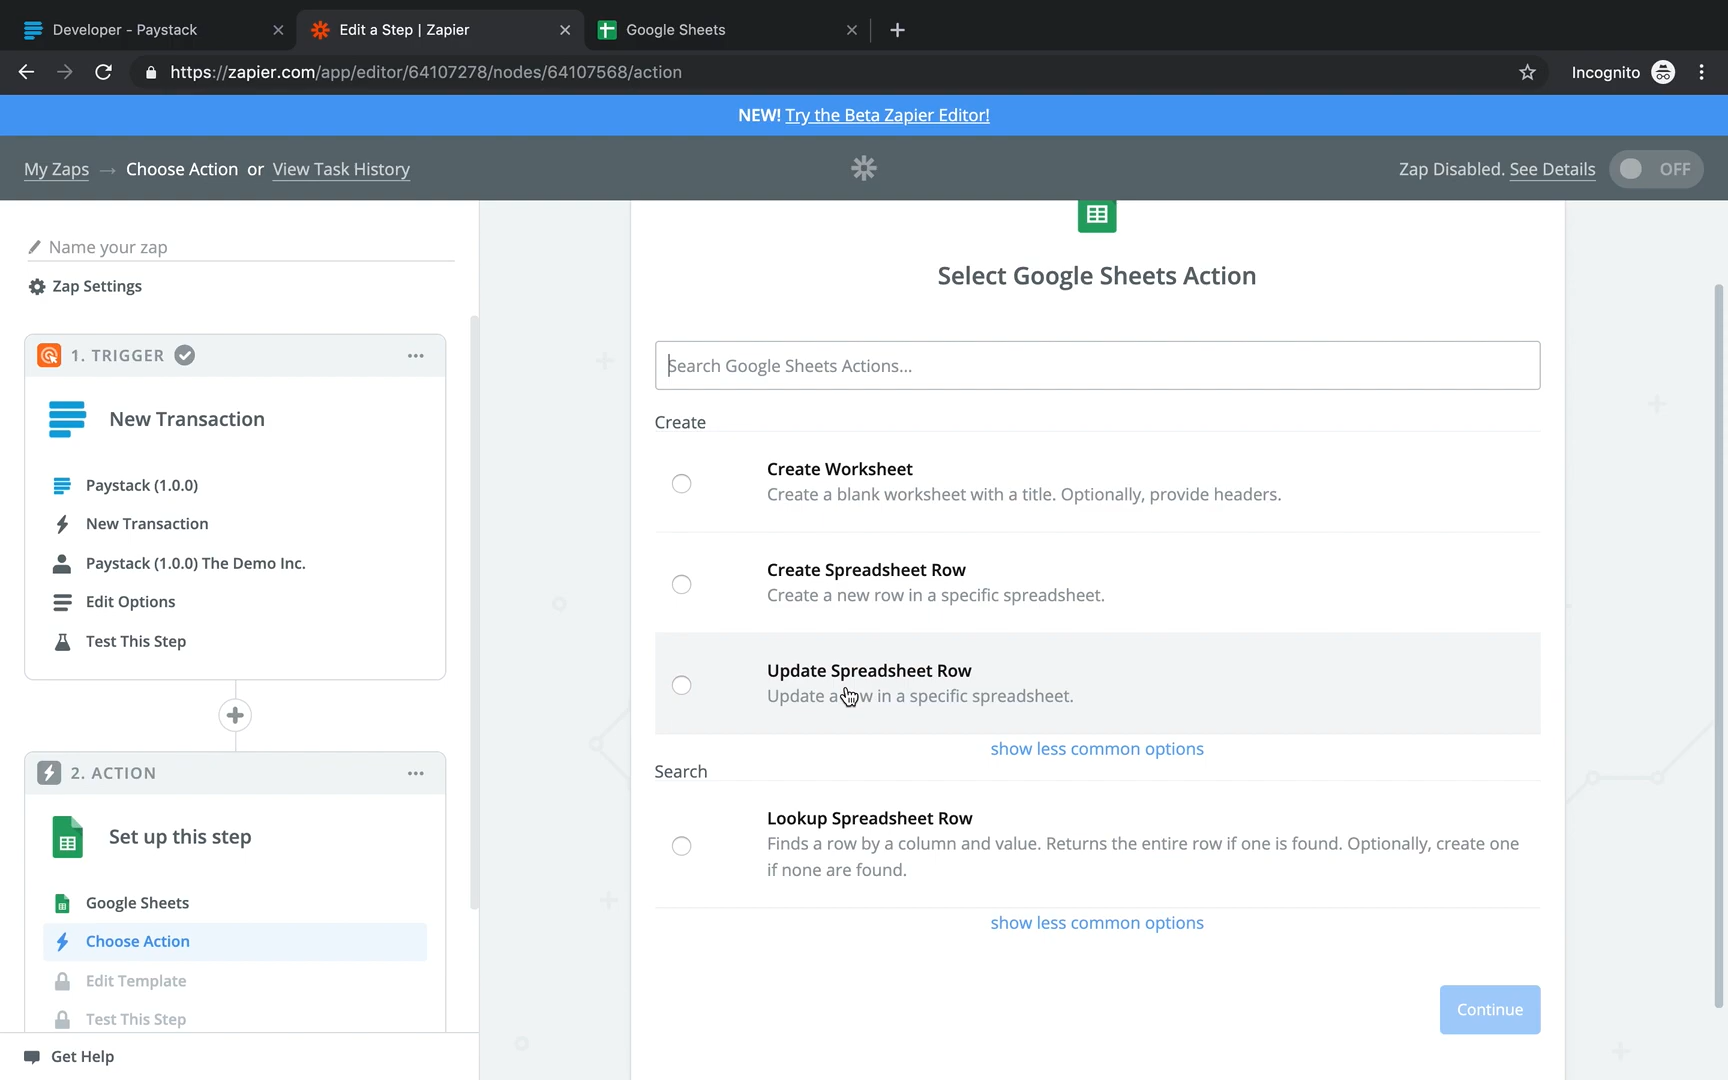 Developer - Paystack
Edit a Step | Zapier
Google Sheets
https://zapier.com/app/editor/64107278/nodes/64107568/action
Incognito
NEW! Try the Beta Zapier Editor!
My Zaps → Choose Action or View Task History
Zap Disabled. See Details
OFF
Name your zap
Zap Settings
1. TRIGGER
New Transaction
Paystack (1.0.0)
New Transaction
Paystack (1.0.0) The Demo Inc.
Edit Options
Test This Step
2. ACTION
Set up this step
Google Sheets
Choose Action
Edit Template
Test This Step
Get Help
Select Google Sheets Action
Search Google Sheets Actions...
Create
Create Worksheet
Create a blank worksheet with a title. Optionally, provide headers.
Create Spreadsheet Row
Create a new row in a specific spreadsheet.
Update Spreadsheet Row
Update a row in a specific spreadsheet.
show less common options
Search
Lookup Spreadsheet Row
Finds a row by a column and value. Returns the entire row if one is found. Optionally, create one
if none are found.
show less common options
Continue